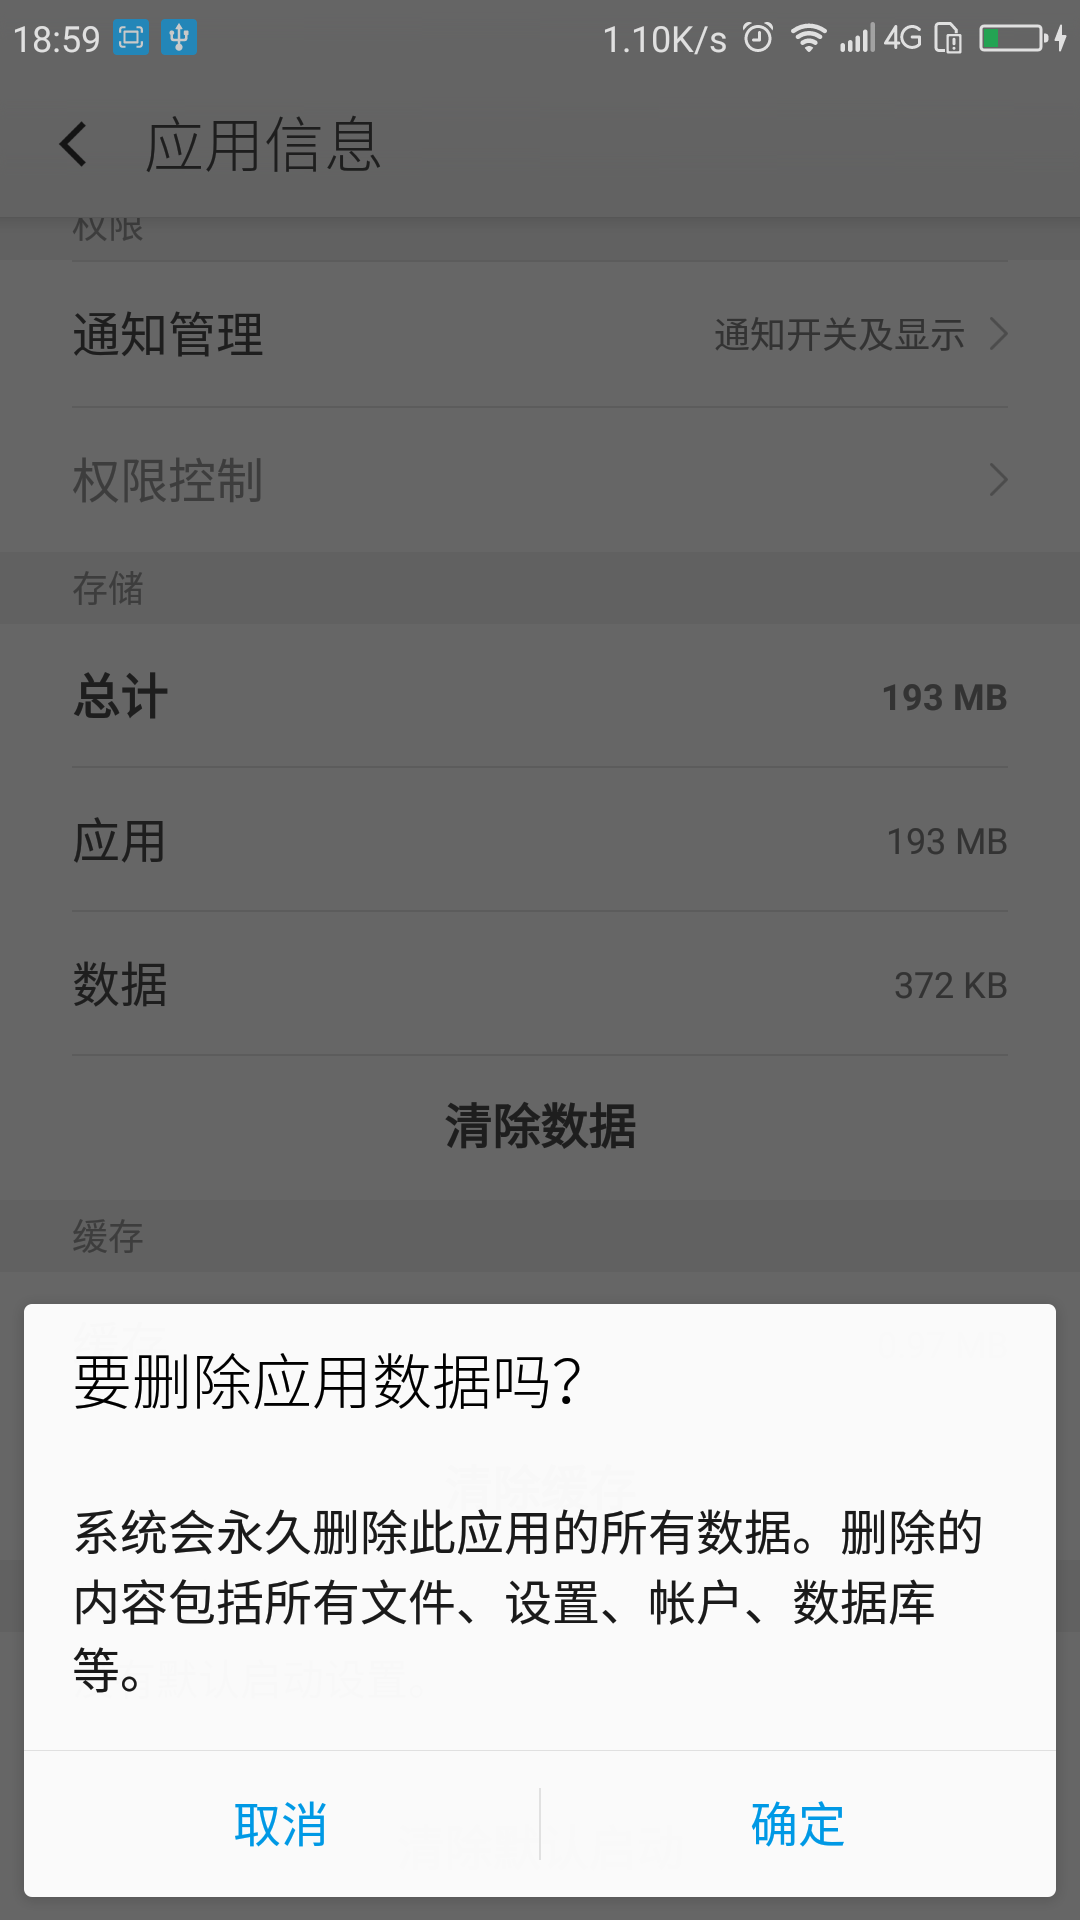 18:59 1.10K/s 4G
应用信息
权限
通知管理 通知开关及显示
权限控制
存储
总计 193 MB
应用 193 MB
数据 372 KB
清除数据
缓存
要删除应用数据吗？
清除缓存
系统会永久删除此应用的所有数据。删除的
内容包括所有文件、设置、帐户、数据库
等。
取消 确定